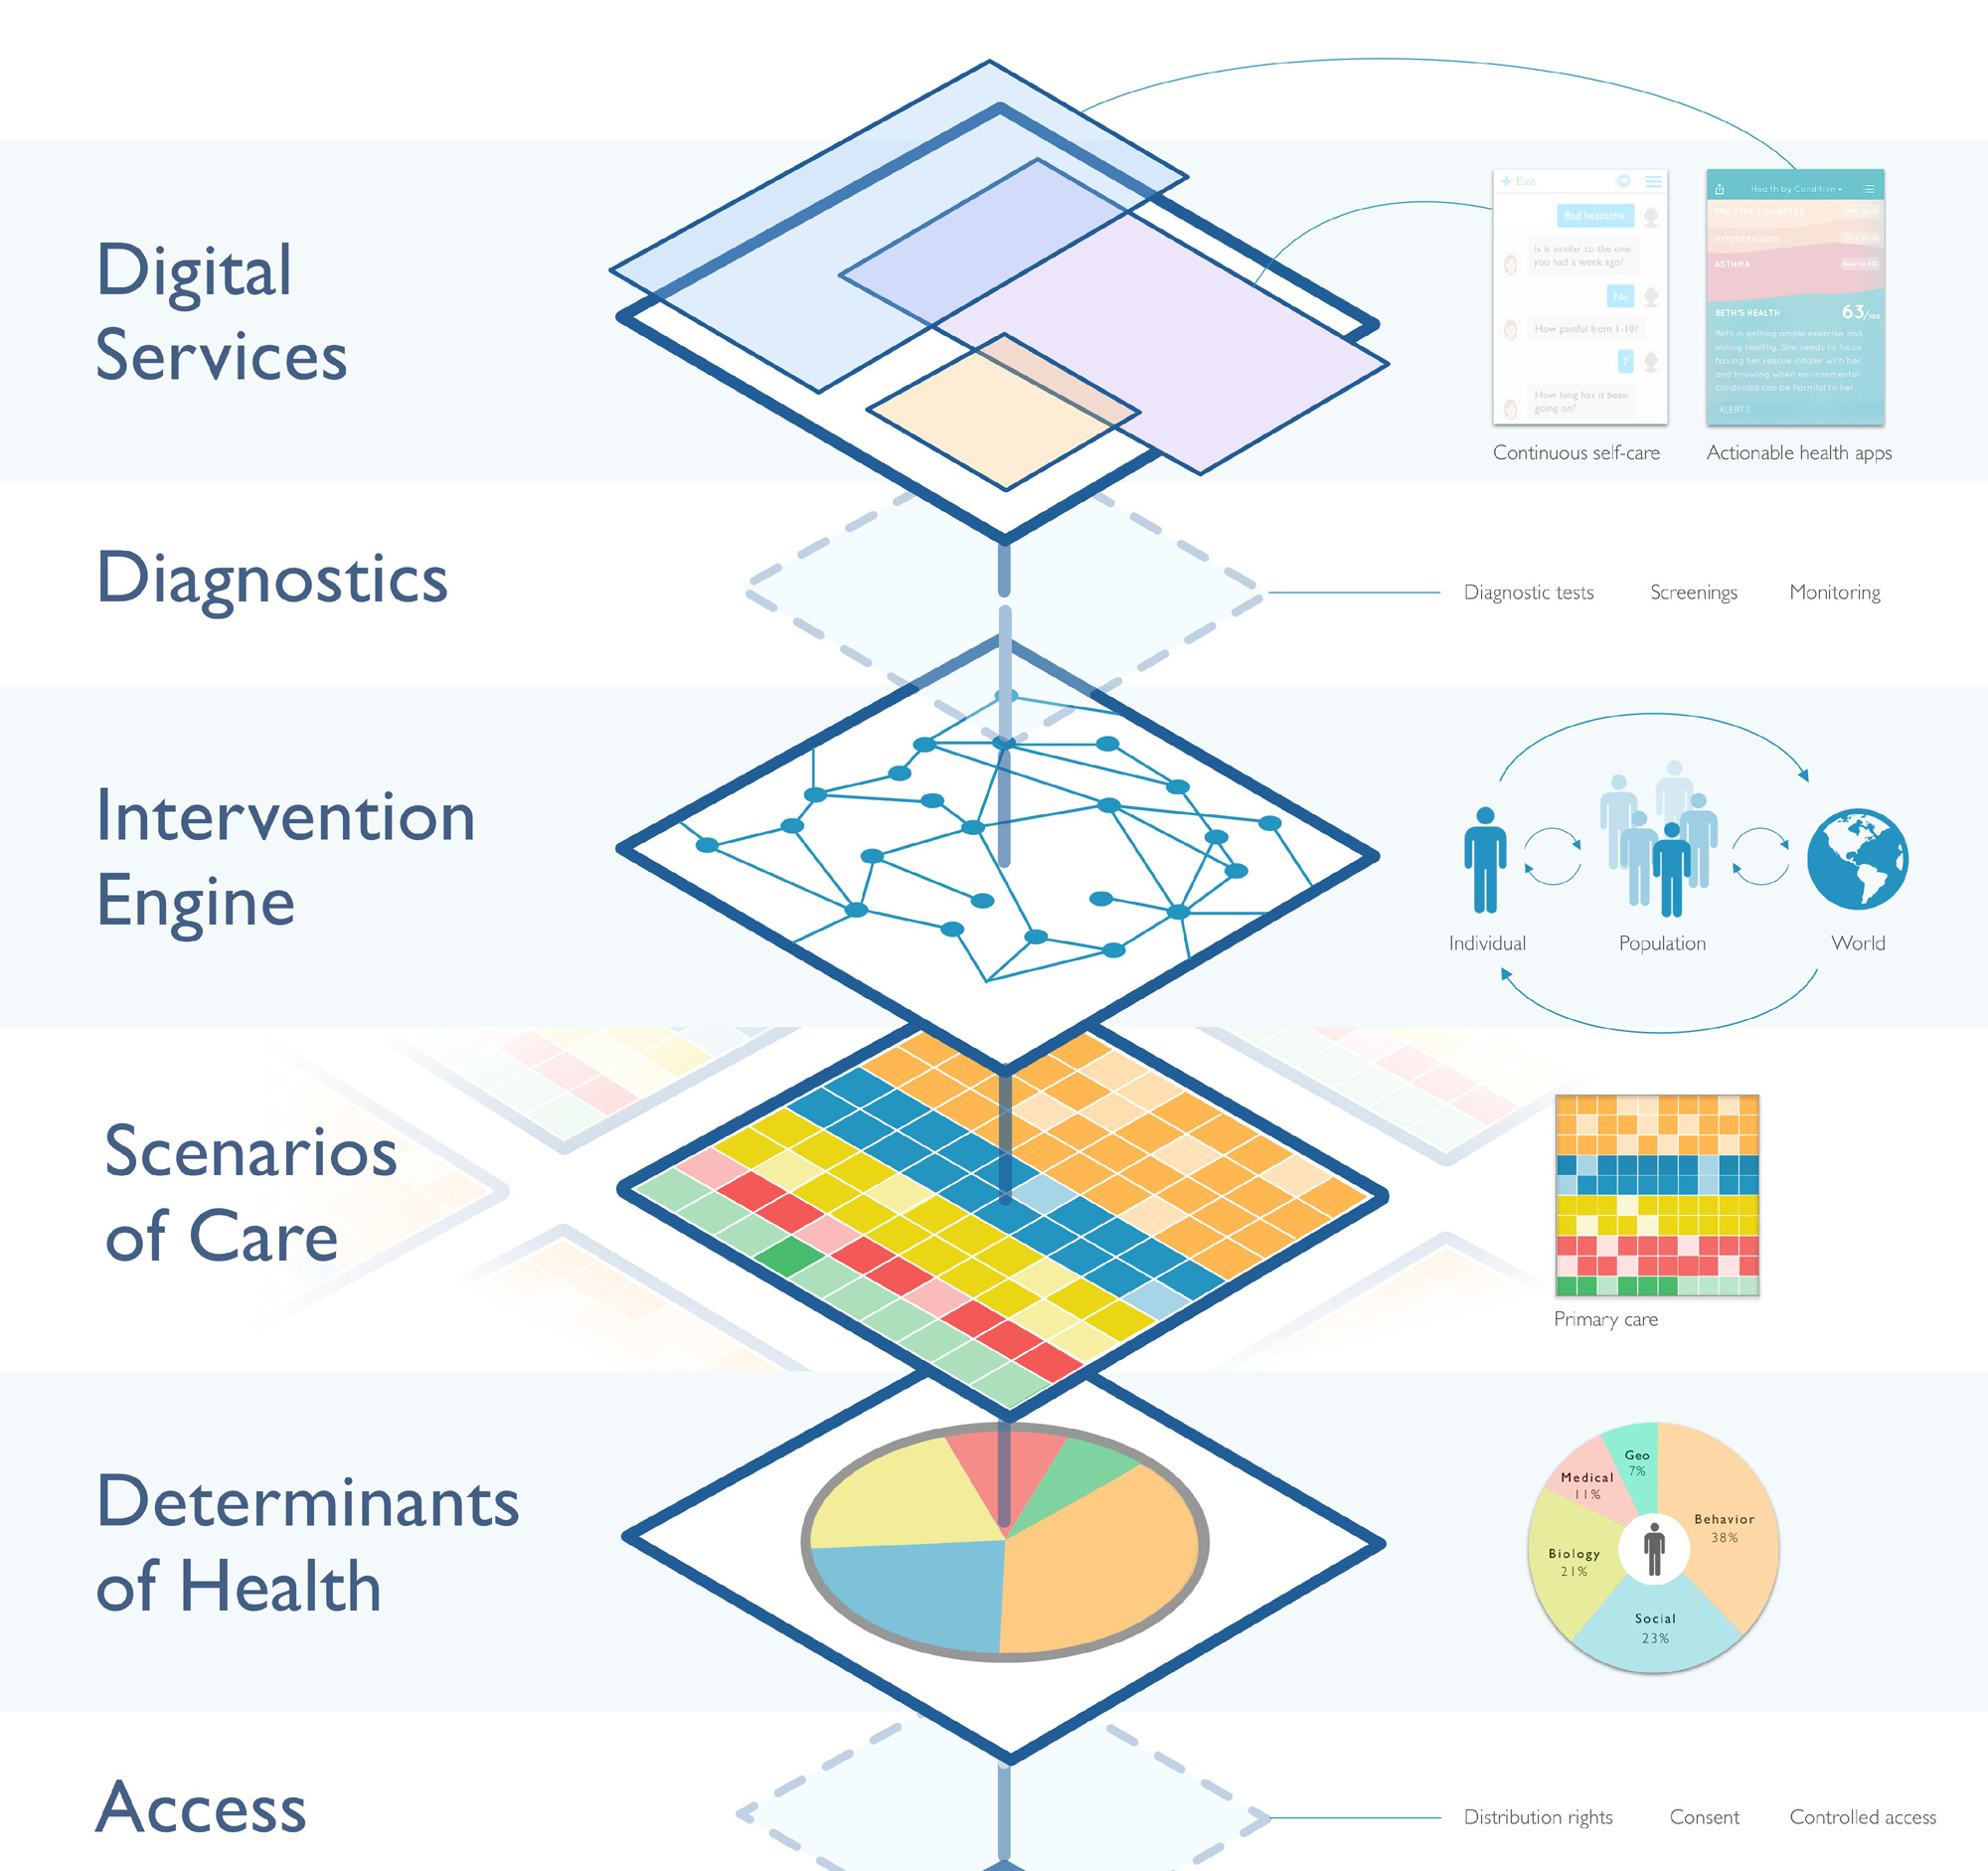 Digital
Services
+ Eva
Bad headache
Is it similar to the one
you had a week ago?
No
How painful from 1-10?
7
How long has it been
going on?
Continuous self-care
Health by Condition
PRE-TYPE 2 DIABETES
HYPERTENSION
ASTHMA
BETH'S HEALTH
63/100
Beth is getting ample exercise and
eating healthy. She needs to focus
having her rescue inhaler with her
and knowing when environmental
conditions can be harmful to her.
ALERTS
Actionable health apps
Diagnostics
Diagnostic tests Screenings Monitoring
Intervention
Engine
Individual Population World
Scenarios
of Care
Primary care
Determinants
of Health
Geo
7%
Medical
11%
Behavior
38%
Biology
21%
Social
23%
Access
Distribution rights Consent Controlled access